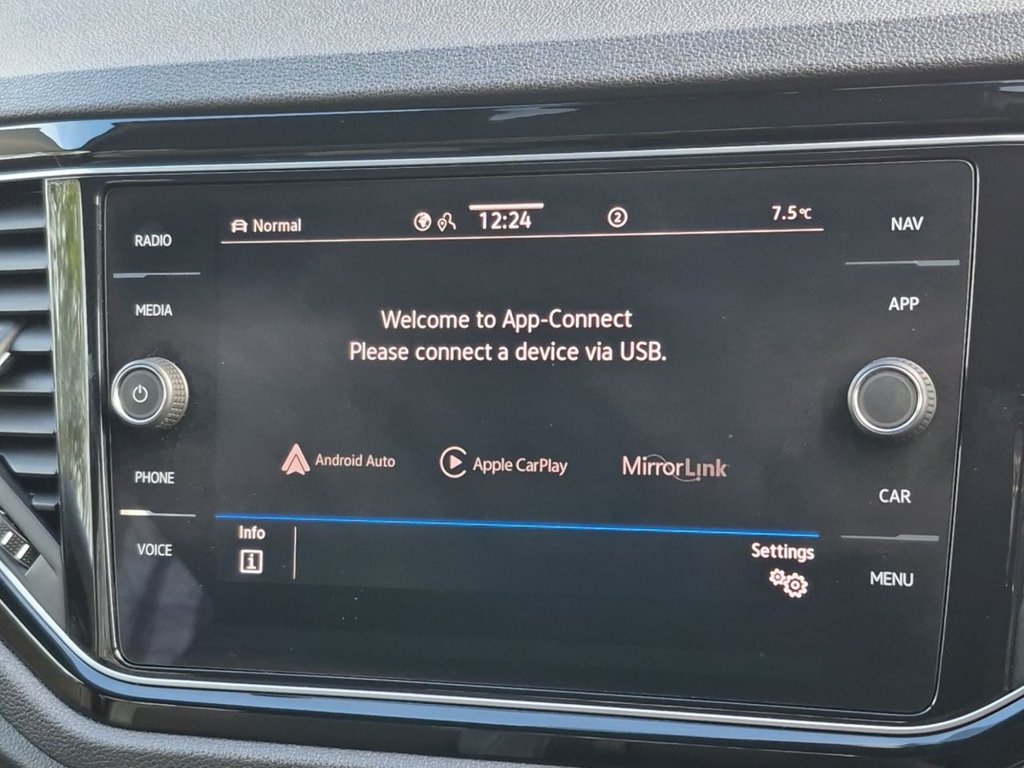 RADIO
MEDIA
PHONE
VOICE
Normal
12:24
2
7.5°C
Welcome to App-Connect
Please connect a device via USB.
Android Auto
Apple CarPlay
MirrorLink
Info
i
Settings
NAV
APP
CAR
MENU